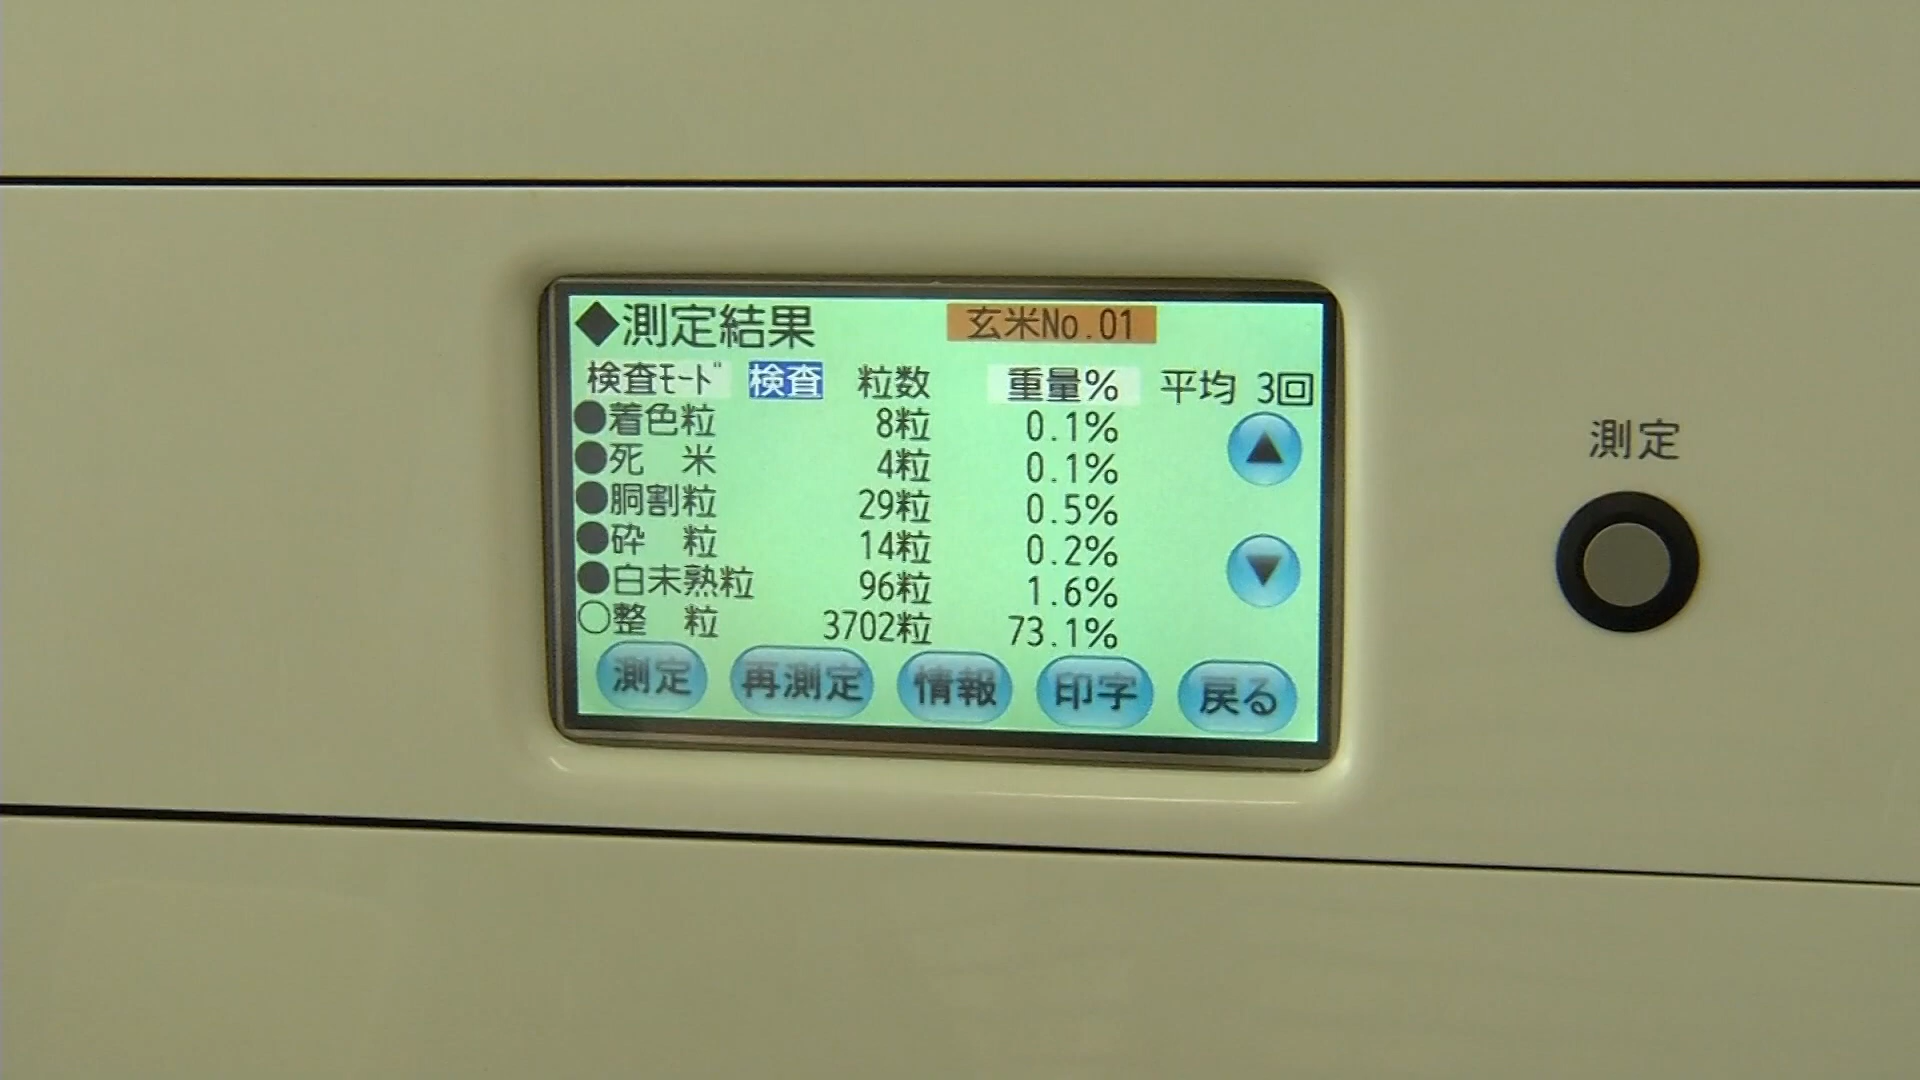 ◆測定結果 玄米No.01
検査ﾓｰﾄﾞ 検査 粒数 重量% 平均 3回
●着色粒 8粒 0.1%
●死 米 4粒 0.1%
●胴割粒 29粒 0.5%
●砕 粒 14粒 0.2%
●白未熟粒 96粒 1.6%
○整 粒 3702粒 73.1%
▲
▼
測定 再測定 情報 印字 戻る
測定